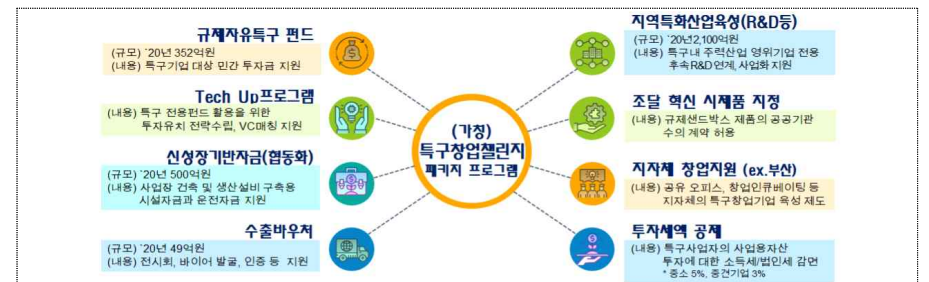 규제자유특구 펀드
(규모) `20년 352억원
(내용) 특구기업 대상 민간 투자금 지원
Tech Up프로그램
(내용) 특구 전용펀드 활용을 위한
투자유치 전략수립, VC매칭 지원
신성장기반자금(협동화)
(규모) `20년 500억원
(내용) 사업장 건축 및 생산설비 구축용
시설자금과 운전자금 지원
수출바우처
(규모) `20년 49억원
(내용) 전시회, 바이어 발굴, 인증 등 지원
(가칭)
특구창업챌린지
패키지 프로그램
지역특화산업육성(R&D등)
(규모) `20년2,100억원
(내용) 특구내 주력산업 영위기업 전용
후속R&D연계, 사업화 지원
조달 혁신 시제품 지정
(내용) 규제샌드박스 제품의 공공기관
수의 계약 허용
지자체 창업지원 (ex.부산)
(내용) 공유 오피스, 창업인큐베이팅 등
지자체의 특구창업기업 육성 제도
투자세액 공제
(내용) 특구사업자의 사업용자산
투자에 대한 소득세/법인세 감면
* 중소 5%, 중견기업 3%